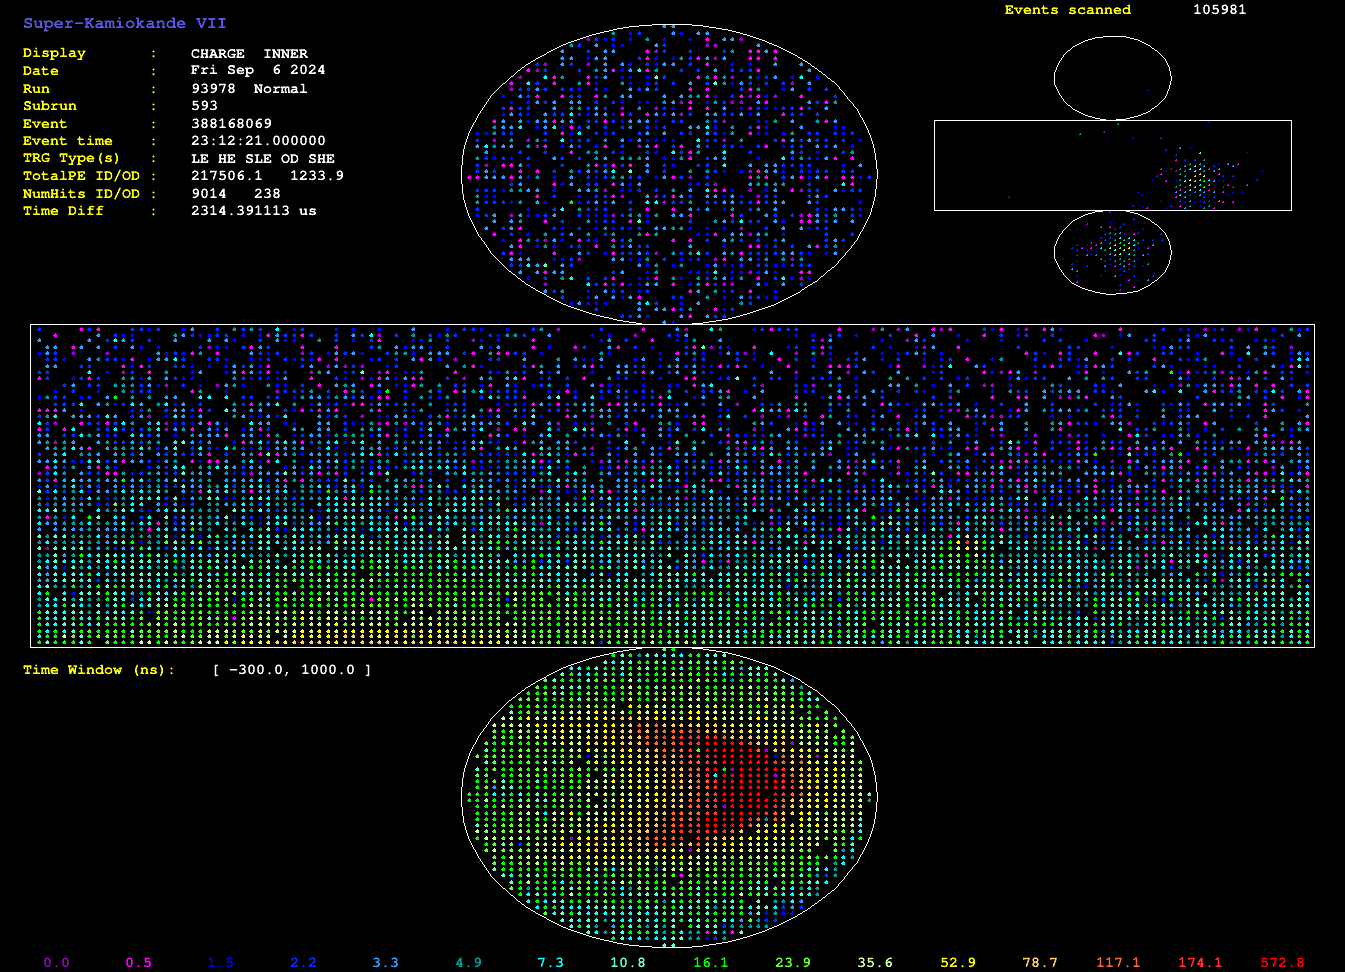 Super-Kamiokande VII
Events scanned 105981
Display : CHARGE INNER
Date : Fri Sep 6 2024
Run : 93978 Normal
Subrun : 593
Event : 388168069
Event time : 23:12:21.000000
TRG Type(s) : LE HE SLE OD SHE
TotalPE ID/OD : 217506.1 1233.9
NumHits ID/OD : 9014 238
Time Diff : 2314.391113 us
Time Window (ns): [ -300.0, 1000.0 ]
0.0 0.5 1.5 2.2 3.3 4.9 7.3 10.8 16.1 23.9 35.6 52.9 78.7 117.1 174.1 572.8